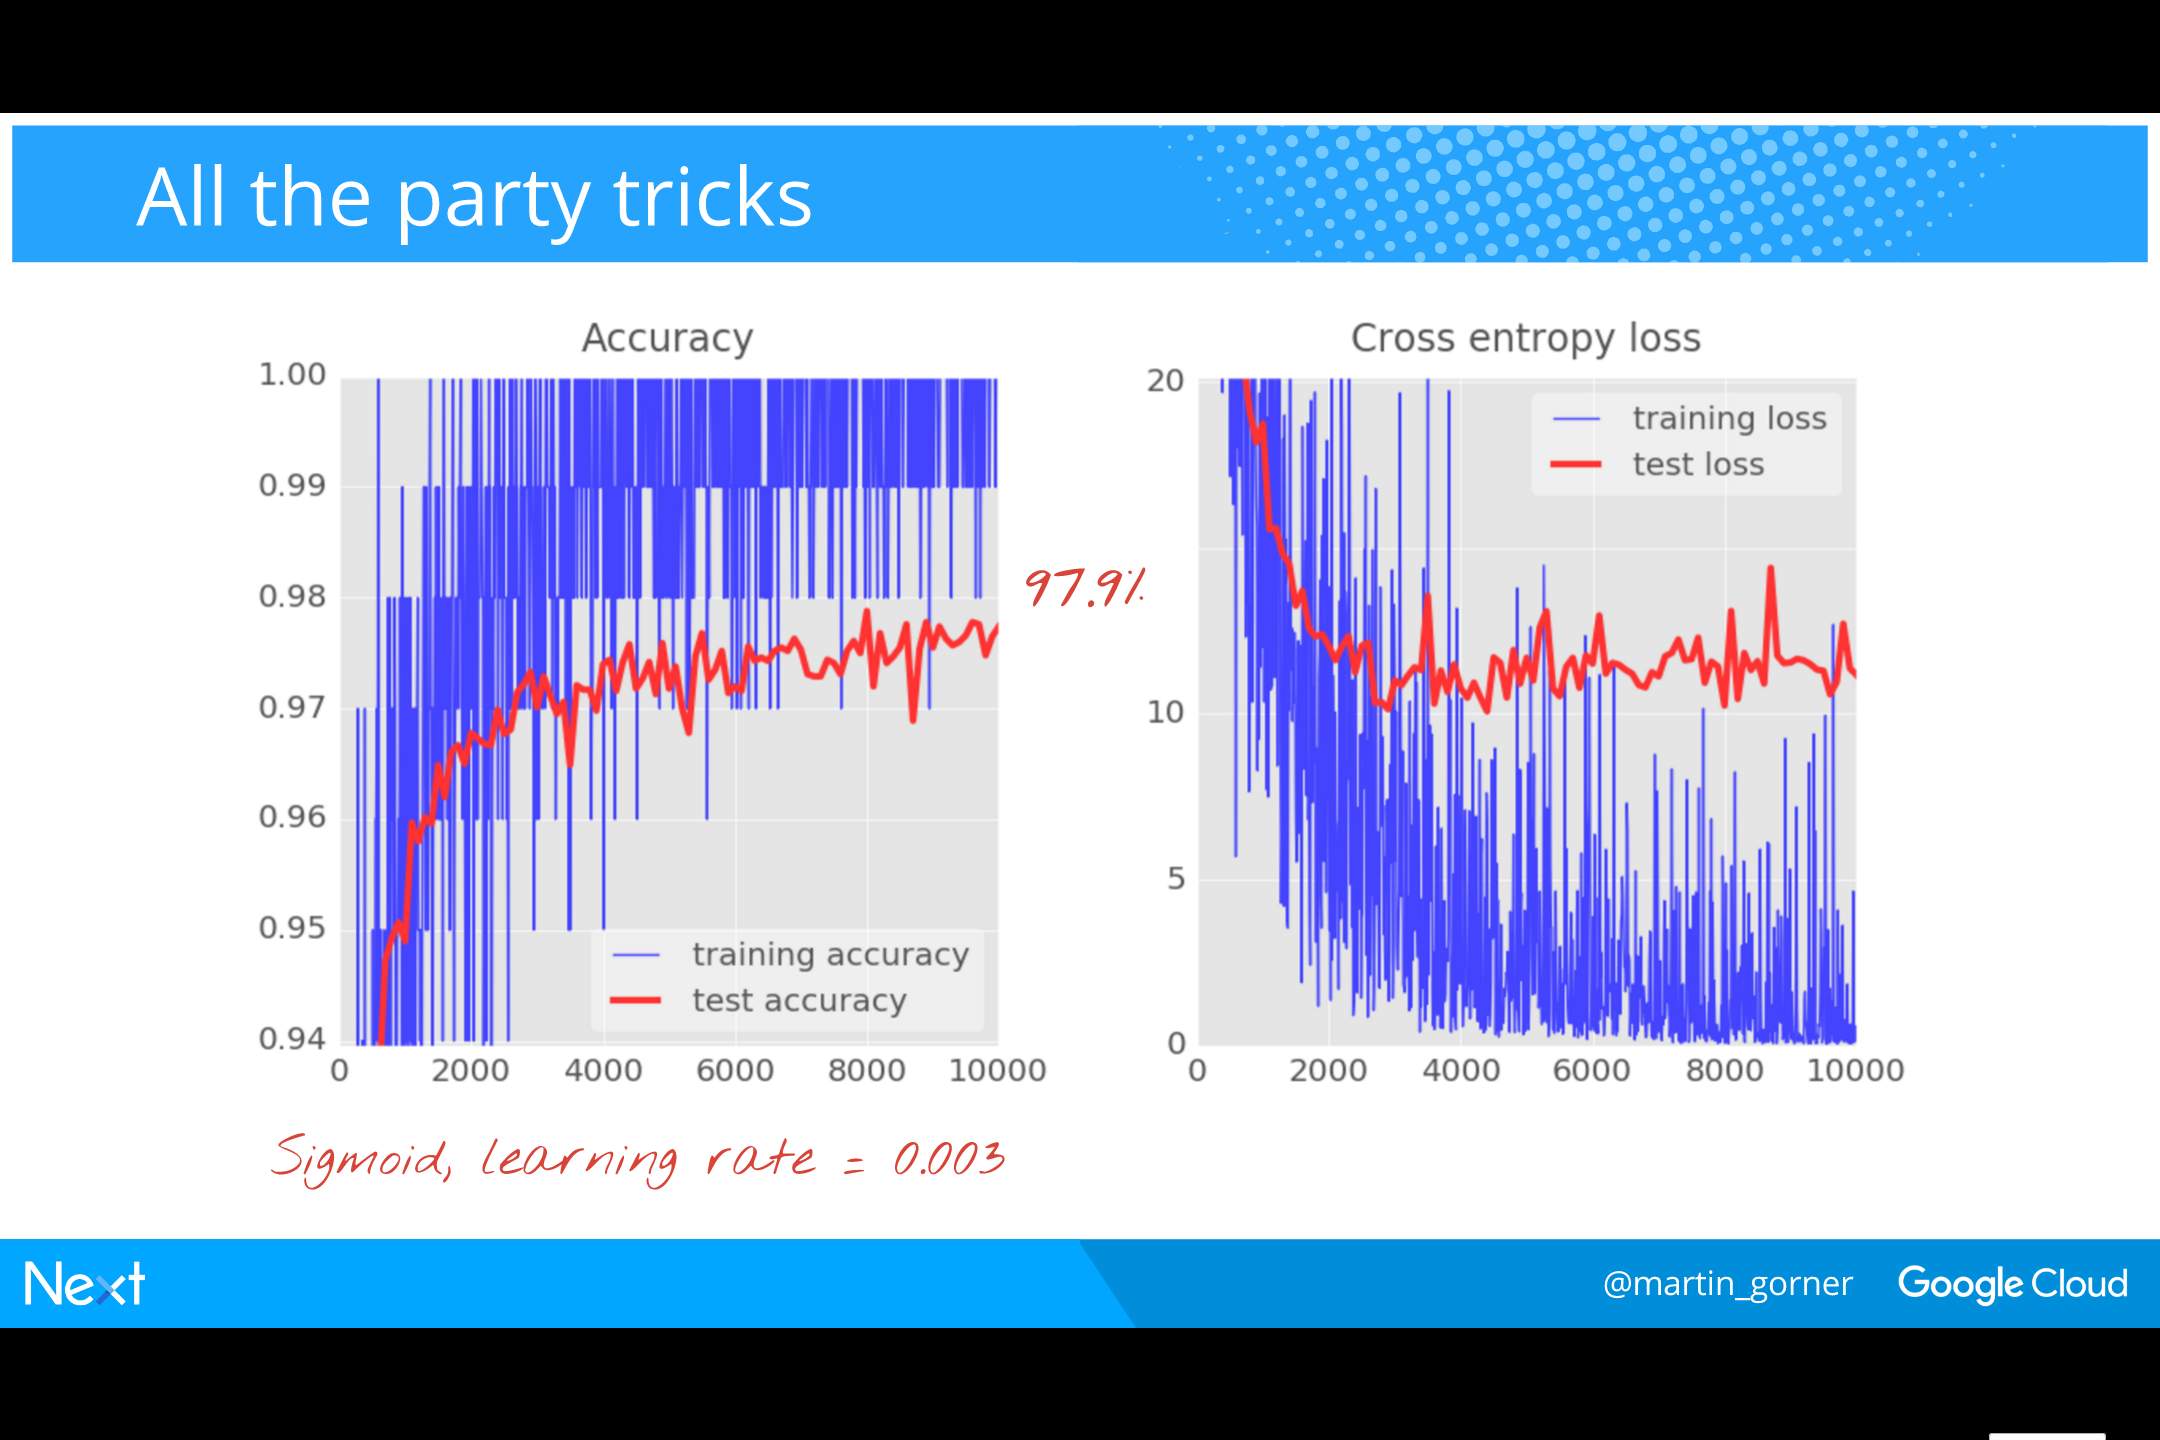 All the party tricks
Accuracy
1.00
0.99
0.98
0.97
0.96
0.95
0.94
0 2000 4000 6000 8000 10000
training accuracy
test accuracy
97.9%
Cross entropy loss
20
10
5
0
0 2000 4000 6000 8000 10000
training loss
test loss
Sigmoid, learning rate = 0.003
Next
@martin_gorner Google Cloud